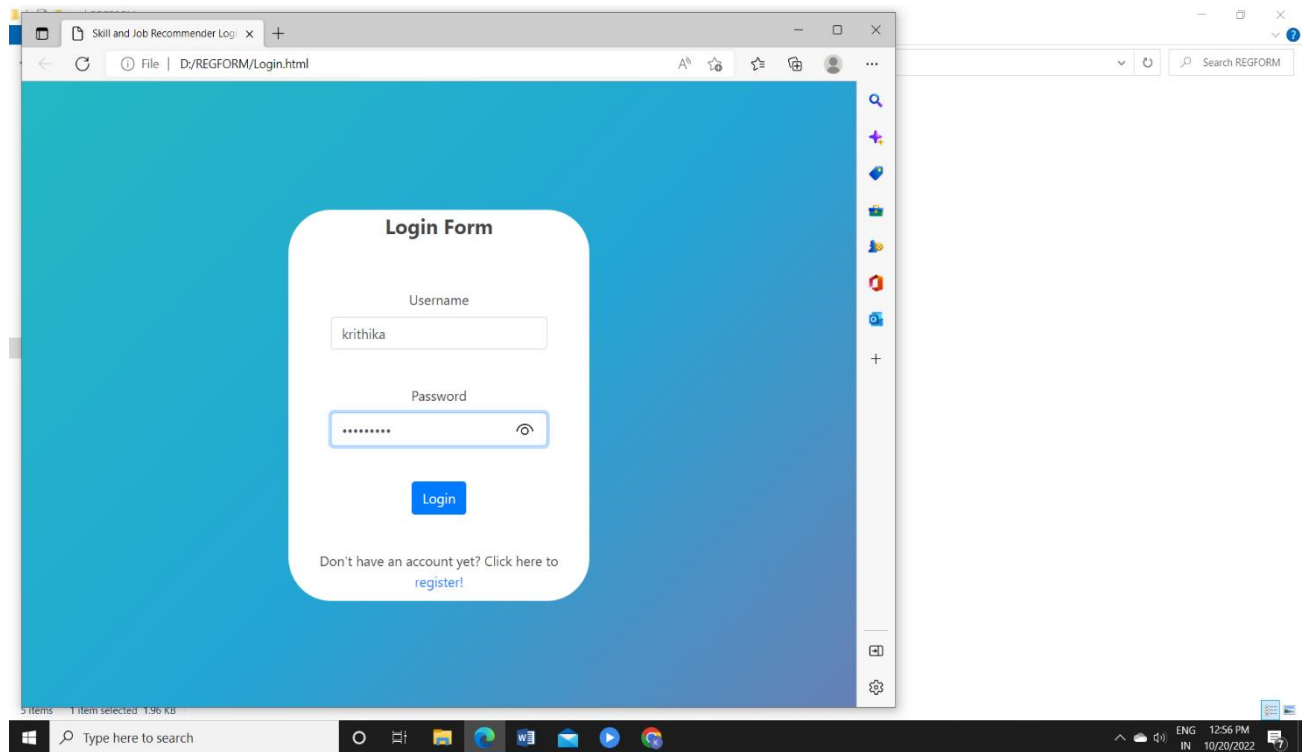 Skill and Job Recommender Logi
File | D:/REGFORM/Login.html
Search REGFORM
Login Form
Username
krithika
Password
•••••••••
Login
Don't have an account yet? Click here to
register!
5 items 1 item selected 1.96 KB
Type here to search
ENG 12:56 PM
IN 10/20/2022
7